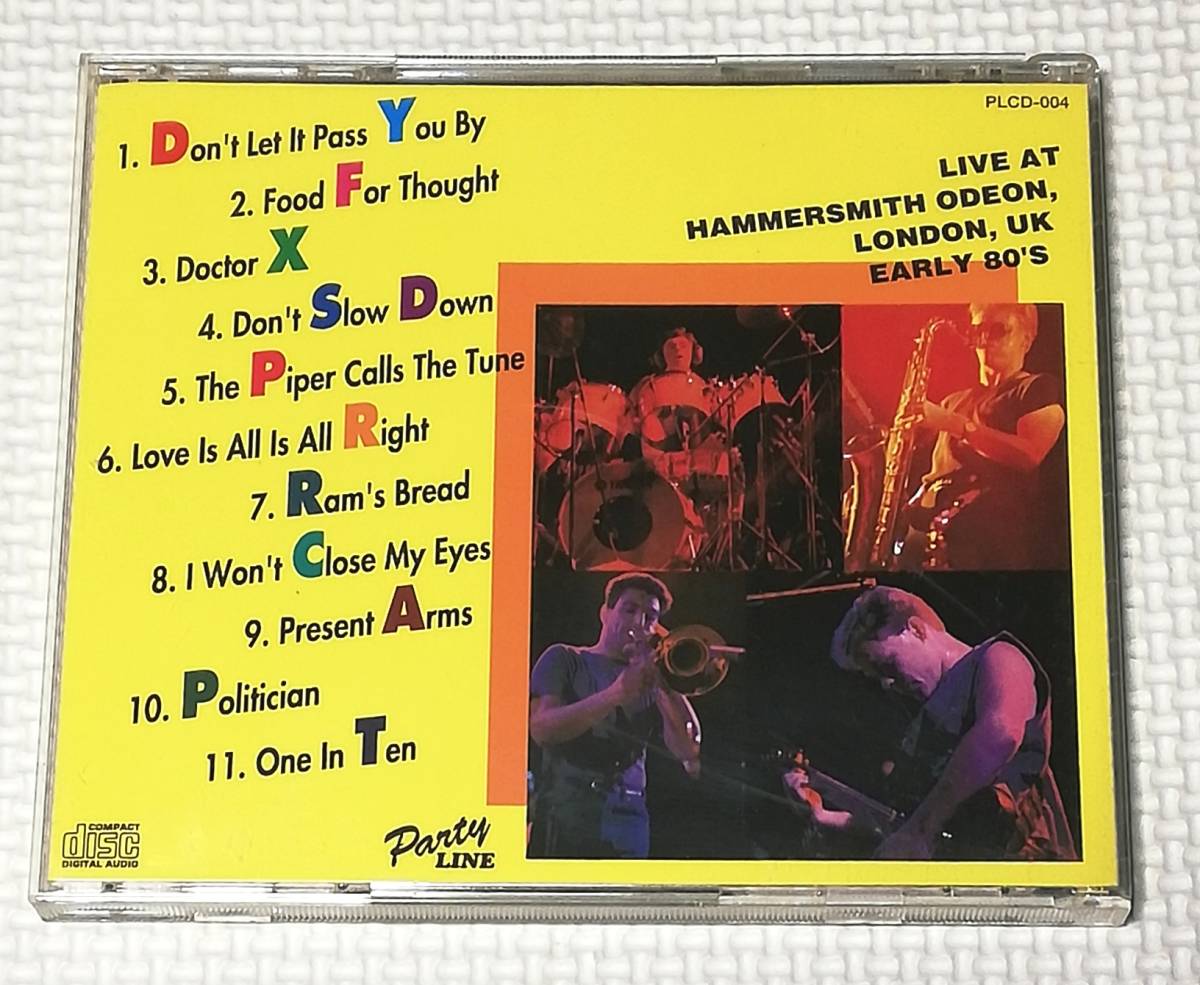 1. Don't Let It Pass You By
2. Food For Thought
3. Doctor X
4. Don't Slow Down
5. The Piper Calls The Tune
6. Love Is All Is All Right
7. Ram's Bread
8. I Won't Close My Eyes
9. Present Arms
10. Politician
11. One In Ten
PLCD-004
LIVE AT
HAMMERSMITH ODEON,
LONDON, UK
EARLY 80'S
COMPACT
disc
DIGITAL AUDIO
Party
LINE